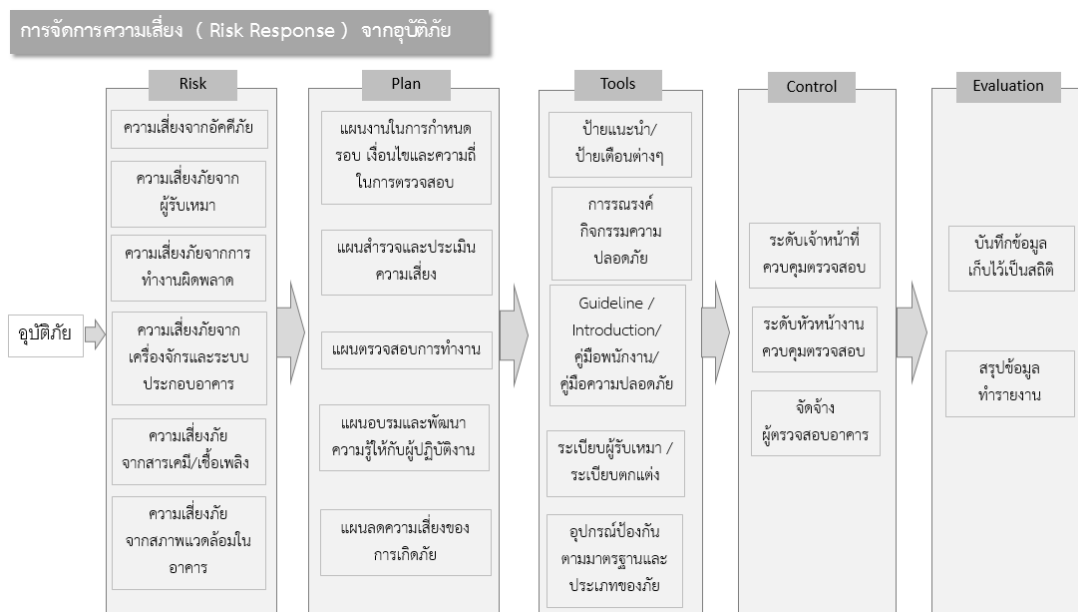 การจัดการความเสี่ยง ( Risk Response ) จากอุบัติภัย
อุบัติภัย
Risk
ความเสี่ยงจากอัคคีภัย
ความเสี่ยงภัยจาก
ผู้รับเหมา
ความเสี่ยงภัยจากการ
ทำงานผิดพลาด
ความเสี่ยงภัยจาก
เครื่องจักรและระบบ
ประกอบอาคาร
ความเสี่ยงภัย
จากสารเคมี/เชื้อเพลิง
ความเสี่ยงภัย
จากสภาพแวดล้อมใน
อาคาร
Plan
แผนงานในการกำหนด
รอบ เงื่อนไขและความถี่
ในการตรวจสอบ
แผนสำรวจและประเมิน
ความเสี่ยง
แผนตรวจสอบการทำงาน
แผนอบรมและพัฒนา
ความรู้ให้กับผู้ปฏิบัติงาน
แผนลดความเสี่ยงของ
การเกิดภัย
Tools
ป้ายแนะนำ/
ป้ายเตือนต่างๆ
การรณรงค์
กิจกรรมความ
ปลอดภัย
Guideline /
Introduction/
คู่มือพนักงาน/
คู่มือความปลอดภัย
ระเบียบผู้รับเหมา /
ระเบียบตกแต่ง
อุปกรณ์ป้องกัน
ตามมาตรฐานและ
ประเภทของภัย
Control
ระดับเจ้าหน้าที่
ควบคุมตรวจสอบ
ระดับหัวหน้างาน
ควบคุมตรวจสอบ
จัดจ้าง
ผู้ตรวจสอบอาคาร
Evaluation
บันทึกข้อมูล
เก็บไว้เป็นสถิติ
สรุปข้อมูล
ทำรายงาน